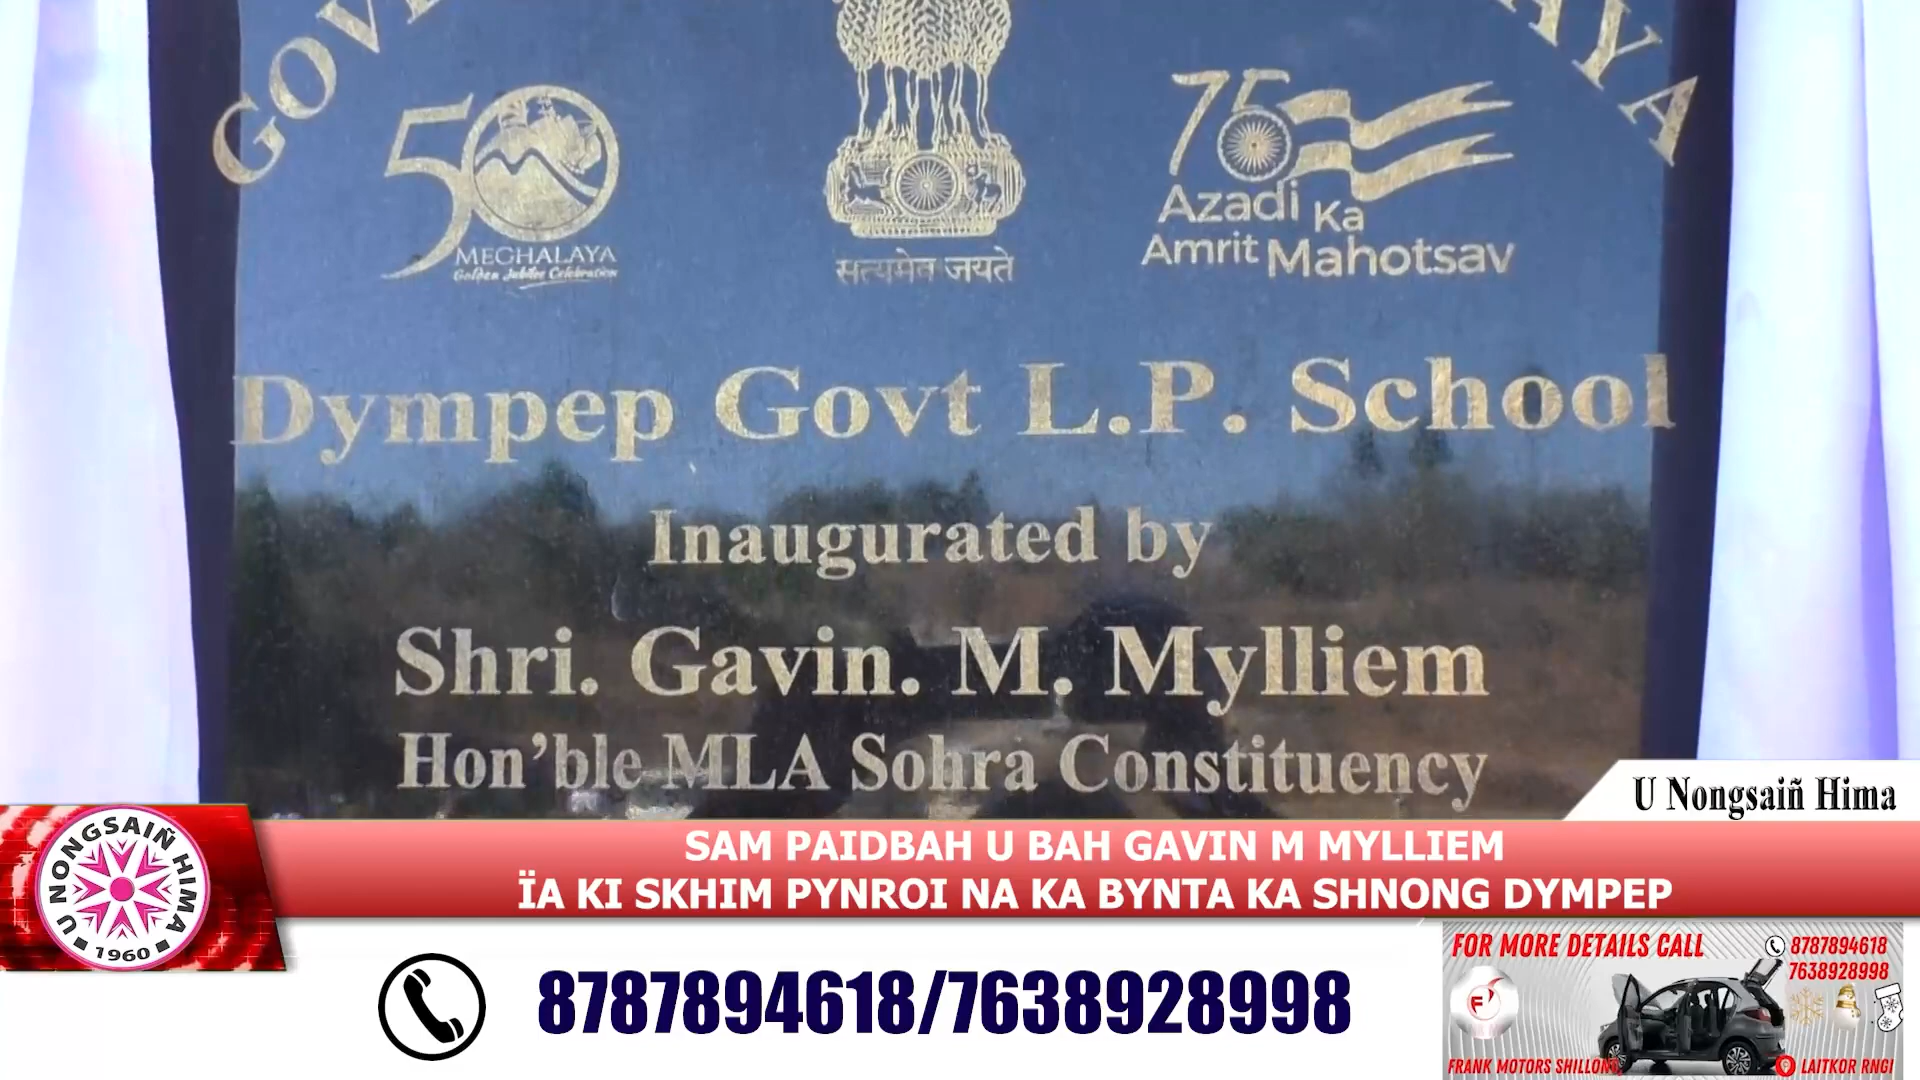 MEGHALAYA
Golden Jubilee Celebration
सत्यमेव जयते
75
Azadi Ka
Amrit Mahotsav
Dympep Govt L.P. School
Inaugurated by
Shri. Gavin. M. Mylliem
Hon’ble MLA Sohra Constituency
U Nongsaiñ Hima
SAM PAIDBAH U BAH GAVIN M MYLLIEM
ÏA KI SKHIM PYNROI NA KA BYNTA KA SHNONG DYMPEP
U NONGSAIÑ HIMA
1960
8787894618/7638928998
FOR MORE DETAILS CALL
8787894618
7638928998
FRANK MOTORS SHILLONG
LAITKOR RNGI